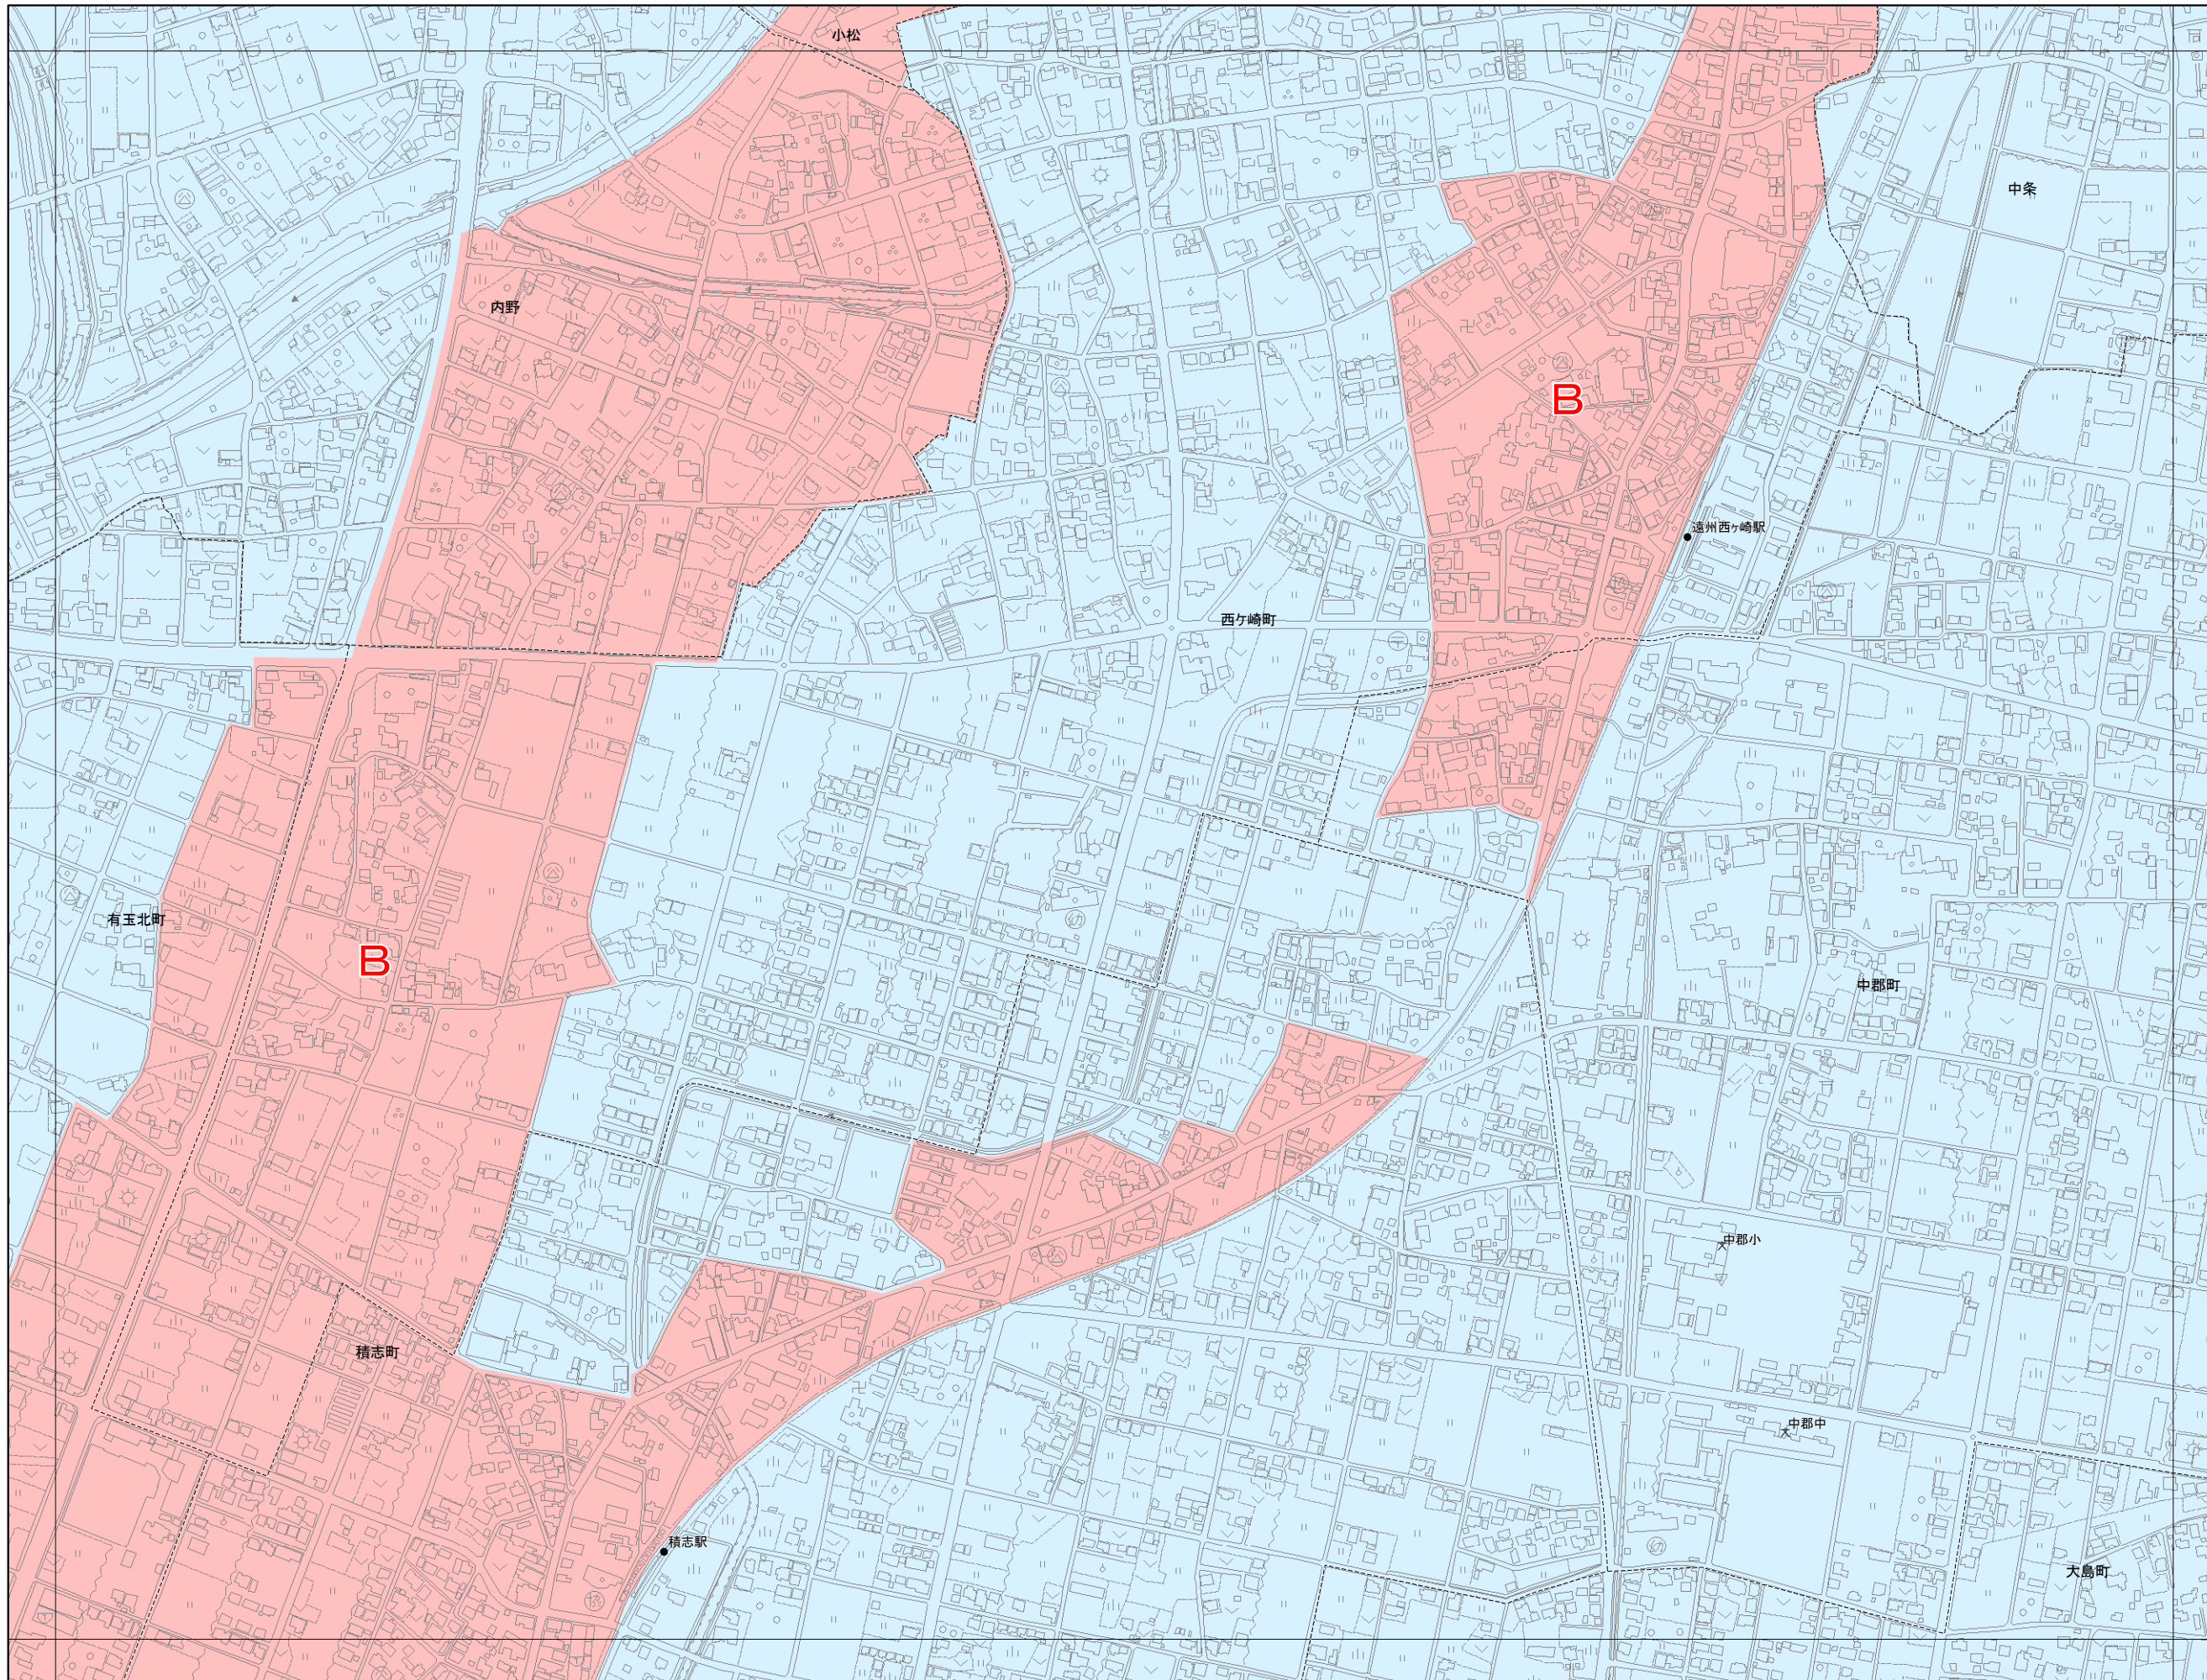 小松
中条
内野
B
遠州西ヶ崎駅
西ケ崎町
有玉北町
B
幼
中郡町
中郡小
積志町
中郡中
積志駅
幼
大島町